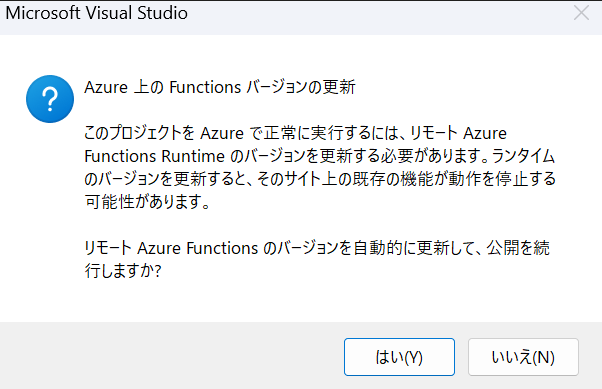 Microsoft Visual Studio
Azure 上の Functions バージョンの更新
このプロジェクトを Azure で正常に実行するには、リモート Azure
Functions Runtime のバージョンを更新する必要があります。ランタイム
のバージョンを更新すると、そのサイト上の既存の機能が動作を停止する
可能性があります。
リモート Azure Functions のバージョンを自動的に更新して、公開を続
行しますか?
はい(Y)
いいえ(N)